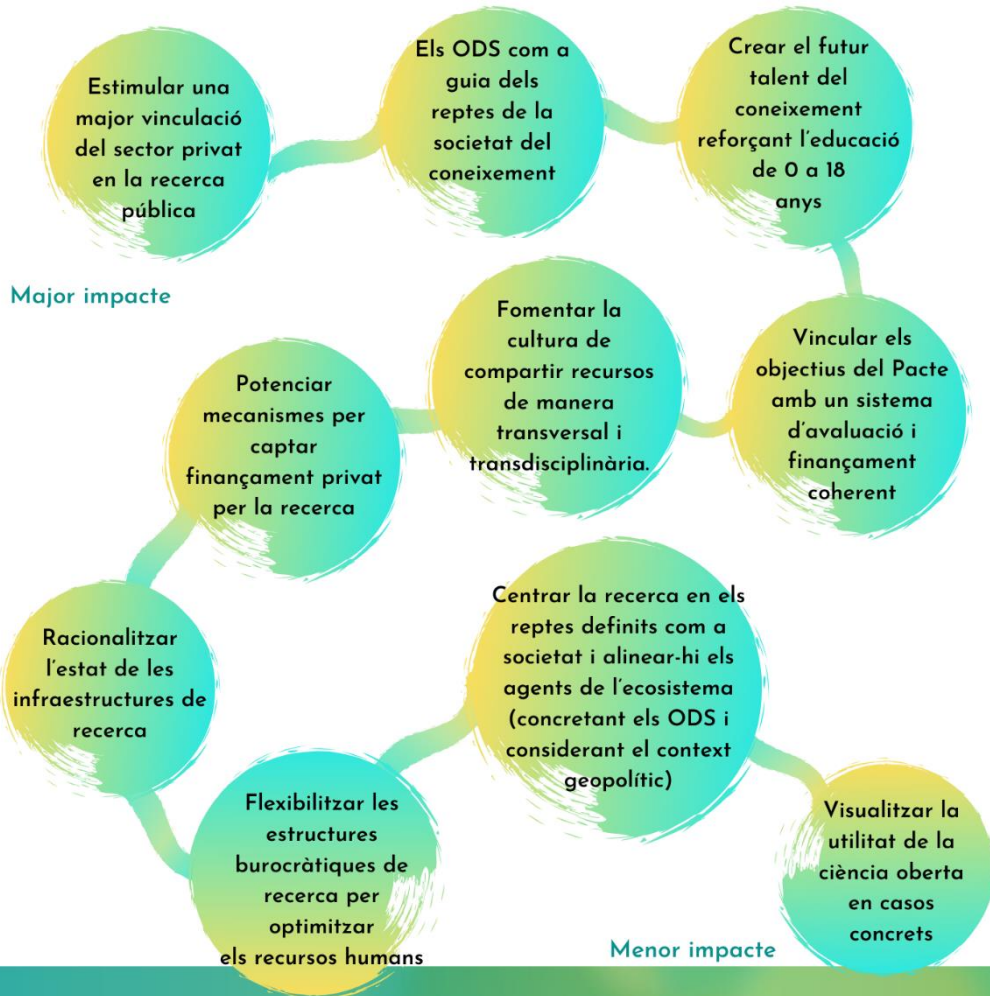 Estimular una
major vinculació
del sector privat
en la recerca
pública
Els ODS com a
guia dels
reptes de la
societat del
coneixement
Crear el futur
talent del
coneixement
reforçant l'educació
de 0 a 18
anys
Major impacte
Vincular els
objectius del Pacte
amb un sistema
d'avaluació i
finançament
coherent
Fomentar la
cultura de
compartir recursos
de manera
transversal i
transdisciplinària.
Potenciar
mecanismes per
captar
finançament privat
per la recerca
Racionalitzar
l'estat de les
infraestructures de
recerca
Flexibilitzar les
estructures
burocràtiques de
recerca per
optimitzar
els recursos humans
Centrar la recerca en els
reptes definits com a
societat i alinear-hi els
agents de l'ecosistema
(concretant els ODS i
considerant el context
geopolític)
Visualitzar la
utilitat de la
ciència oberta
en casos
concrets
Menor impacte